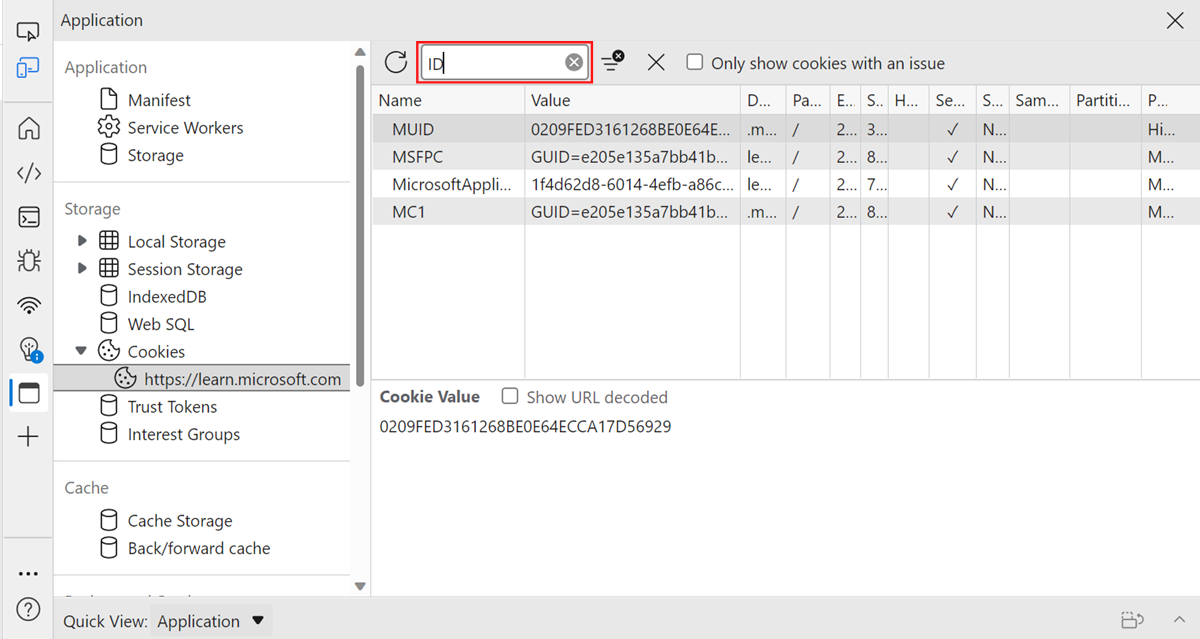 Application
Application
Manifest
Service Workers
Storage
Storage
Local Storage
Session Storage
IndexedDB
Web SQL
Cookies
https://learn.microsoft.com
Trust Tokens
Interest Groups
Cache
Cache Storage
Back/forward cache
ID
Only show cookies with an issue
Name Value D... Pa... E... S... H... Se... S... Sam... Partiti... P...
MUID 0209FED3161268BE0E64E... .m... / 2... 3... ✓ N... Hi...
MSFPC GUID=e205e135a7bb41b... le... / 2... 8... ✓ N... M...
MicrosoftAppli... 1f4d62d8-6014-4efb-a86c... le... / 2... 7... ✓ N... M...
MC1 GUID=e205e135a7bb41b... .m... / 2... 8... ✓ N... M...
Cookie Value Show URL decoded
0209FED3161268BE0E64ECCA17D56929
Quick View: Application